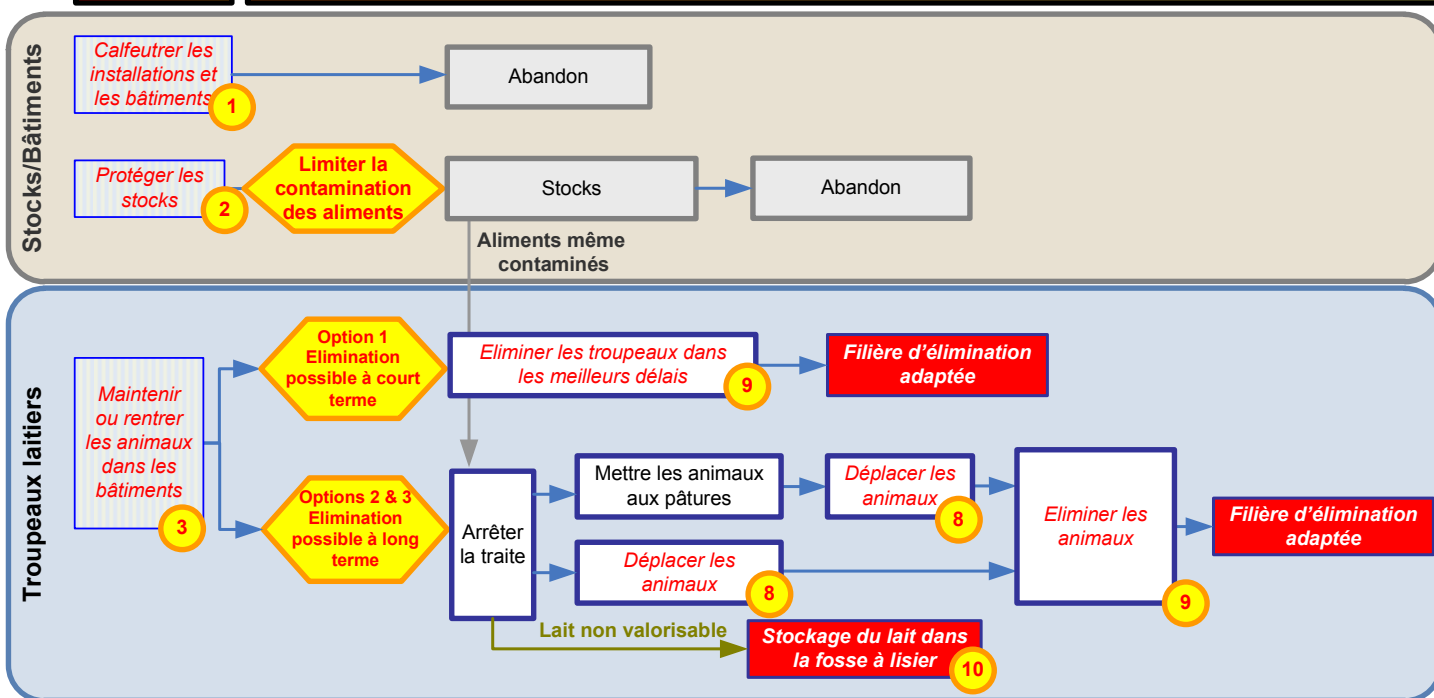 Stocks/Bâtiments
Calfeutrer les
installations et
les bâtiments
1
Abandon
Protéger les
stocks
2
Limiter la
contamination
des aliments
Stocks
Abandon
Aliments même
contaminés
Troupeaux laitiers
Maintenir
ou rentrer
les animaux
dans les
bâtiments
3
Option 1
Elimination
possible à court
terme
Eliminer les troupeaux dans
les meilleurs délais
9
Filière d’élimination
adaptée
Options 2 & 3
Elimination
possible à long
terme
Arrêter
la traite
Mettre les animaux
aux pâtures
Déplacer les
animaux
8
Déplacer les
animaux
8
Eliminer les
animaux
9
Filière d’élimination
adaptée
Lait non valorisable
Stockage du lait dans
la fosse à lisier
10